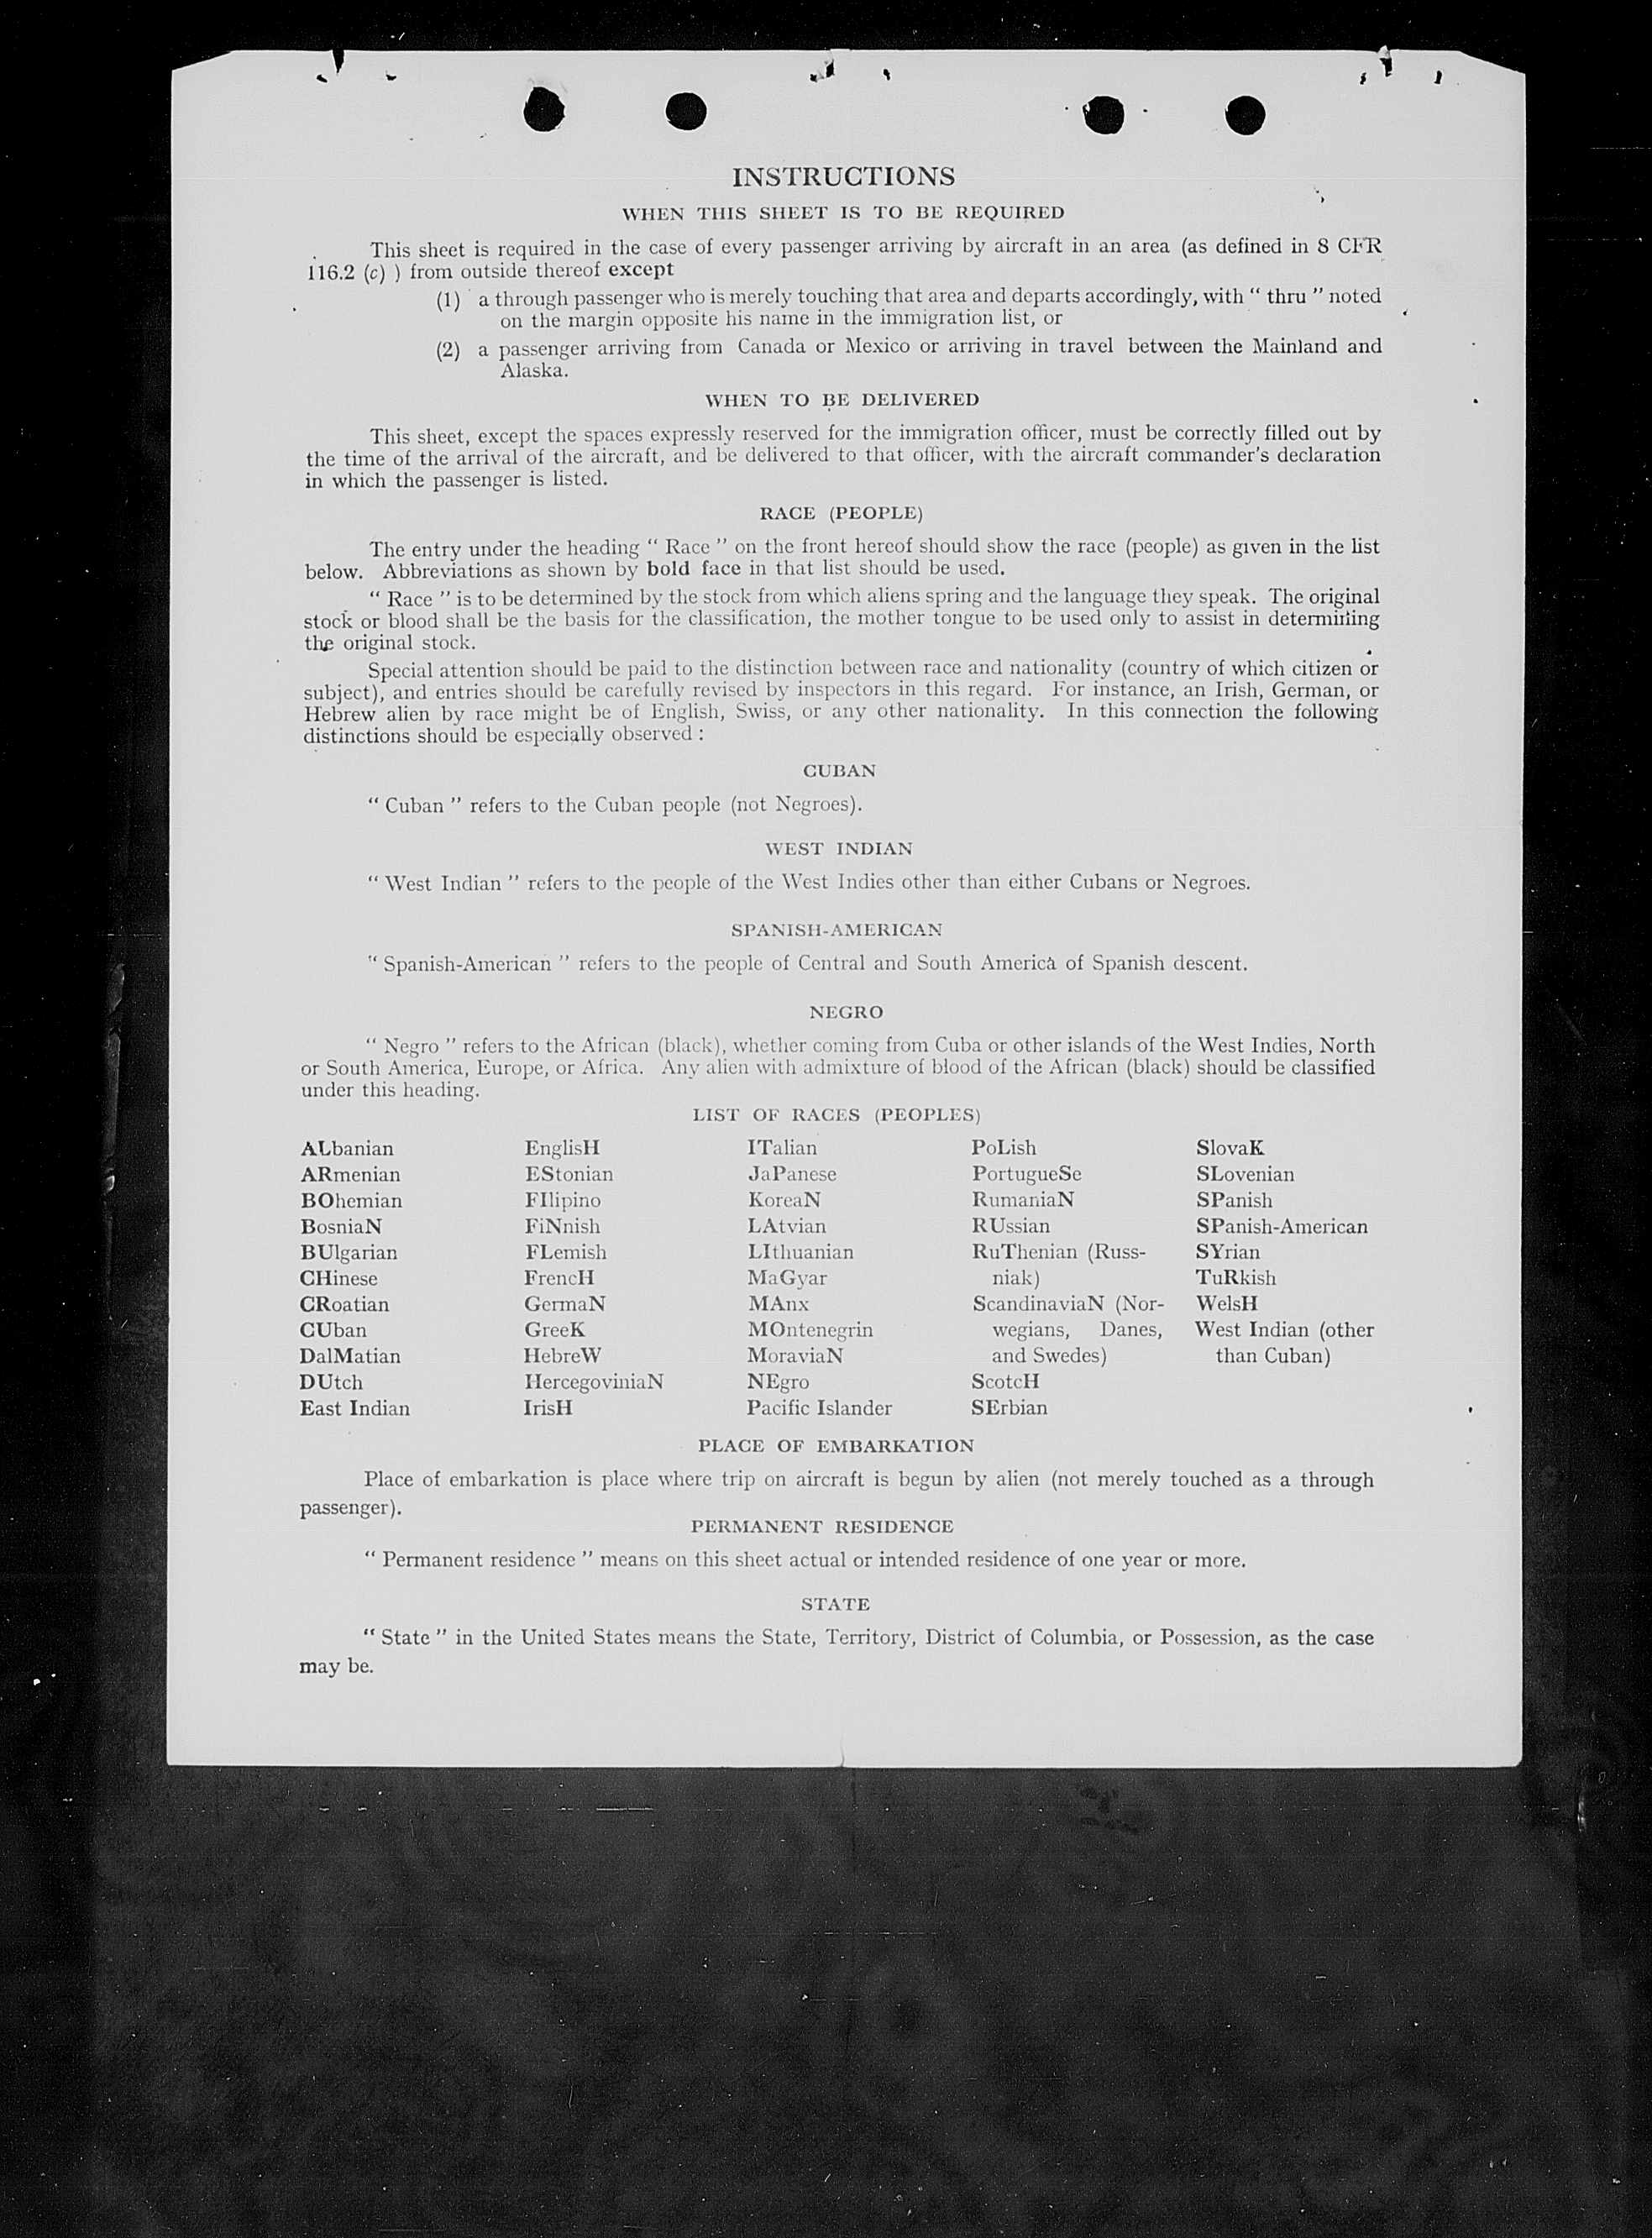 INSTRUCTIONS
WHEN THIS SHEET IS TO BE REQUIRED
This sheet is required in the case of every passenger arriving by aircraft in an area (as defined in 8 CFR
116.2 (c) ) from outside thereof except
(1) a through passenger who is merely touching that area and departs accordingly, with " thru " noted
on the margin opposite his name in the immigration list, or
(2) a passenger arriving from Canada or Mexico or arriving in travel between the Mainland and
Alaska.
WHEN TO BE DELIVERED
This sheet, except the spaces expressly reserved for the immigration officer, must be correctly filled out by
the time of the arrival of the aircraft, and be delivered to that officer, with the aircraft commander's declaration
in which the passenger is listed.
RACE (PEOPLE)
The entry under the heading " Race " on the front hereof should show the race (people) as given in the list
below. Abbreviations as shown by bold face in that list should be used.
" Race " is to be determined by the stock from which aliens spring and the language they speak. The original
stock or blood shall be the basis for the classification, the mother tongue to be used only to assist in determining
the original stock.
Special attention should be paid to the distinction between race and nationality (country of which citizen or
subject), and entries should be carefully revised by inspectors in this regard. For instance, an Irish, German, or
Hebrew alien by race might be of English, Swiss, or any other nationality. In this connection the following
distinctions should be especially observed :
CUBAN
" Cuban " refers to the Cuban people (not Negroes).
WEST INDIAN
" West Indian " refers to the people of the West Indies other than either Cubans or Negroes.
SPANISH-AMERICAN
" Spanish-American " refers to the people of Central and South America of Spanish descent.
NEGRO
" Negro " refers to the African (black), whether coming from Cuba or other islands of the West Indies, North
or South America, Europe, or Africa. Any alien with admixture of blood of the African (black) should be classified
under this heading.
LIST OF RACES (PEOPLES)
ALbanian
ARmenian
BOhemian
BosniaN
BUlgarian
CHinese
CRoatian
CUban
DalMatian
DUtch
East Indian
EnglisH
EStonian
FIlipino
FiNnish
FLemish
FrencH
GermaN
GreeK
HebreW
HercegoviniaN
IrisH
ITalian
JaPanese
KoreaN
LAtvian
LIthuanian
MaGyar
MAnx
MOntenegrin
MoraviaN
NEgro
Pacific Islander
PoLish
PortugueSe
RumaniaN
RUssian
RuThenian (Russ-
niak)
ScandinaviaN (Nor-
wegians, Danes,
and Swedes)
ScotcH
SErbian
SlovaK
SLovenian
SPanish
SPanish-American
SYrian
TuRkish
WelsH
West Indian (other
than Cuban)
PLACE OF EMBARKATION
Place of embarkation is place where trip on aircraft is begun by alien (not merely touched as a through
passenger).
PERMANENT RESIDENCE
" Permanent residence " means on this sheet actual or intended residence of one year or more.
STATE
" State " in the United States means the State, Territory, District of Columbia, or Possession, as the case
may be.